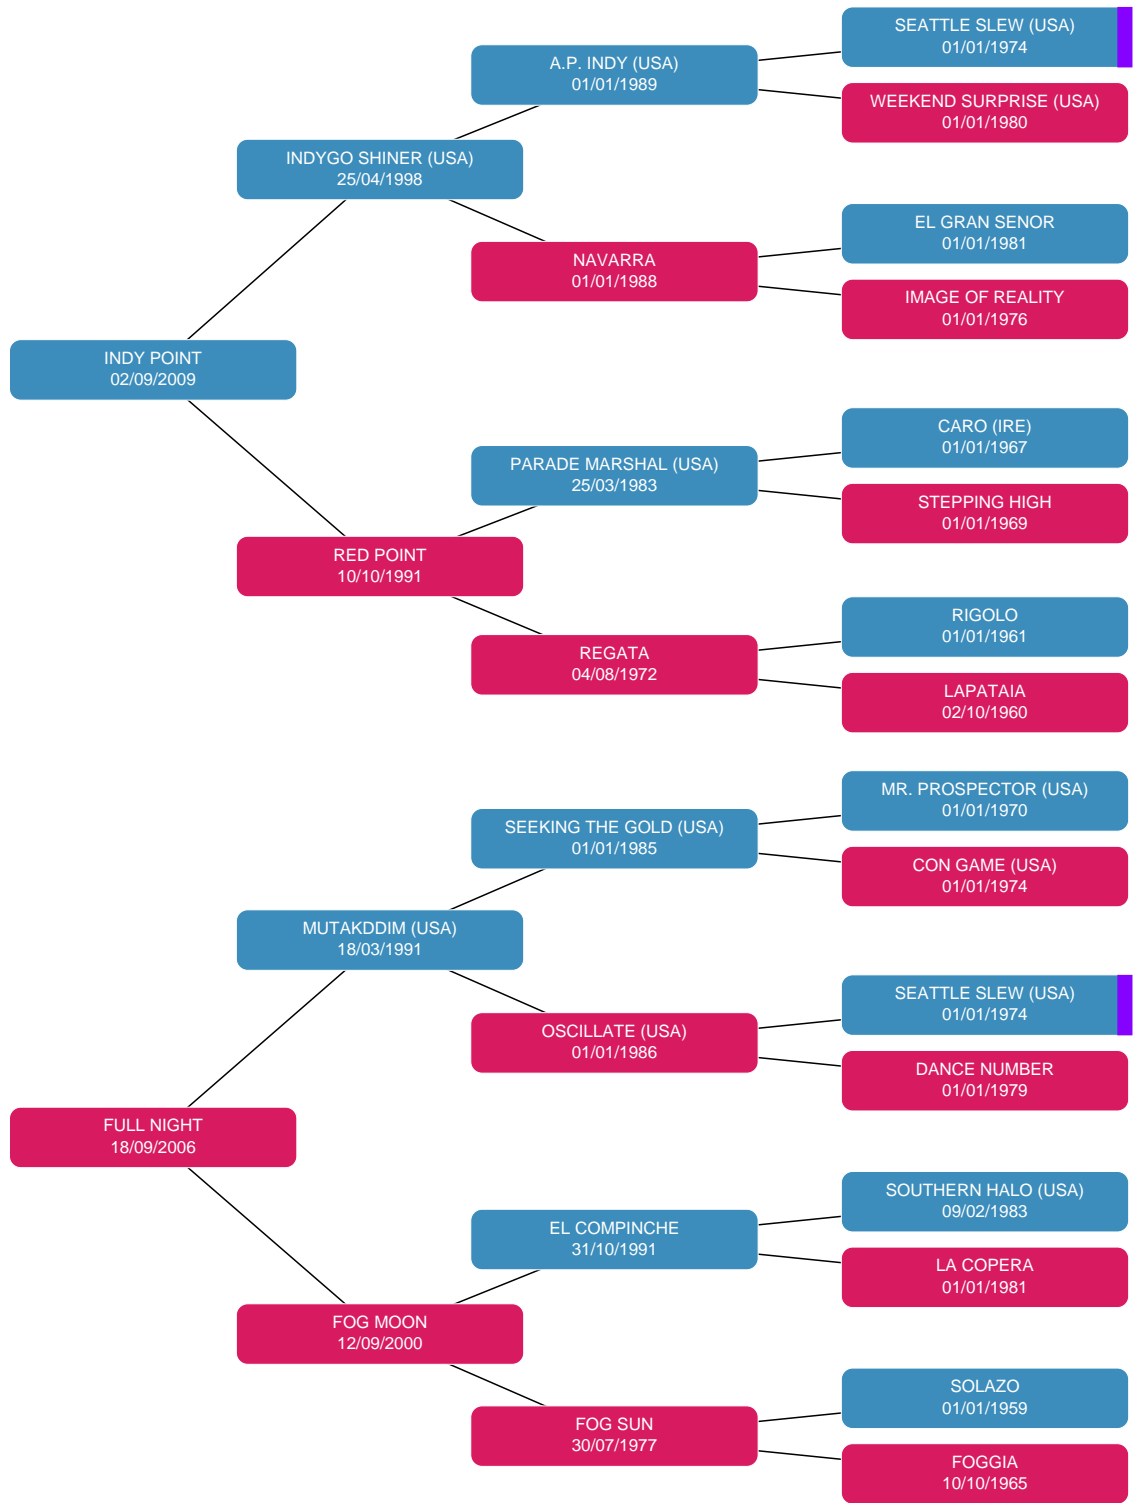 SEATTLE SLEW (USA)
01/01/1974
A.P. INDY (USA)
01/01/1989
WEEKEND SURPRISE (USA)
01/01/1980
INDYGO SHINER (USA)
25/04/1998
EL GRAN SENOR
01/01/1981
NAVARRA
01/01/1988
IMAGE OF REALITY
01/01/1976
INDY POINT
02/09/2009
CARO (IRE)
01/01/1967
PARADE MARSHAL (USA)
25/03/1983
STEPPING HIGH
01/01/1969
RED POINT
10/10/1991
RIGOLO
01/01/1961
REGATA
04/08/1972
LAPATAIA
02/10/1960
MR. PROSPECTOR (USA)
01/01/1970
SEEKING THE GOLD (USA)
01/01/1985
CON GAME (USA)
01/01/1974
MUTAKDDIM (USA)
18/03/1991
SEATTLE SLEW (USA)
01/01/1974
OSCILLATE (USA)
01/01/1986
DANCE NUMBER
01/01/1979
FULL NIGHT
18/09/2006
SOUTHERN HALO (USA)
09/02/1983
EL COMPINCHE
31/10/1991
LA COPERA
01/01/1981
FOG MOON
12/09/2000
SOLAZO
01/01/1959
FOG SUN
30/07/1977
FOGGIA
10/10/1965